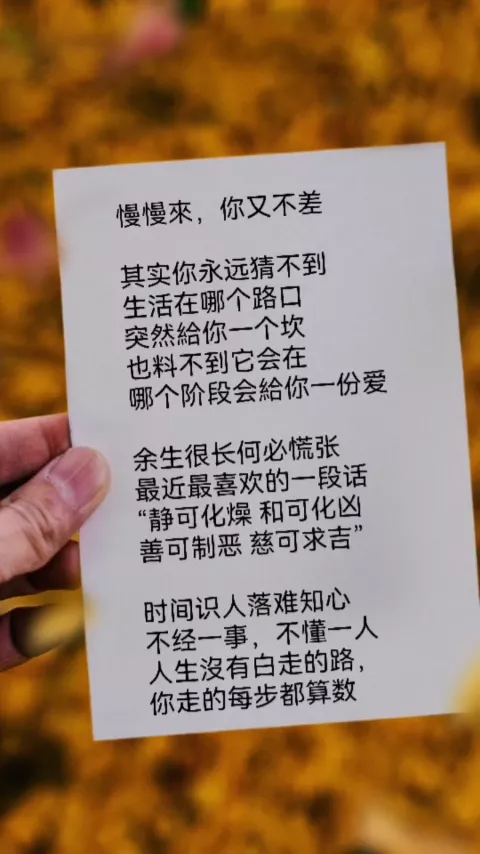 慢慢來，你又不差
其实你永远猜不到
生活在哪个路口
突然給你一个坎
也料不到它会在
哪个阶段会給你一份爱
余生很长何必慌张
最近最喜欢的一段话
“静可化燥 和可化凶
善可制恶 慈可求吉”
时间识人落难知心
不经一事，不懂一人
人生沒有白走的路，
你走的每步都算数